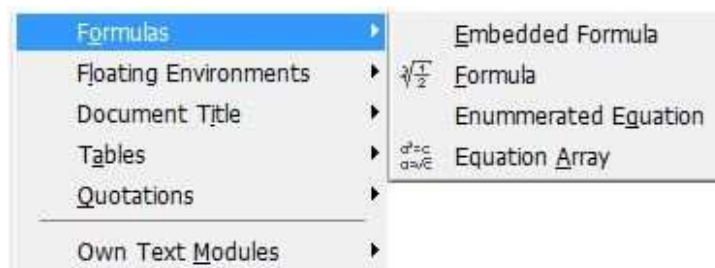 Formulas
Floating Environments
Document Title
Tables
Quotations
Own Text Modules
Embedded Formula
Formula
Enummerated Equation
Equation Array